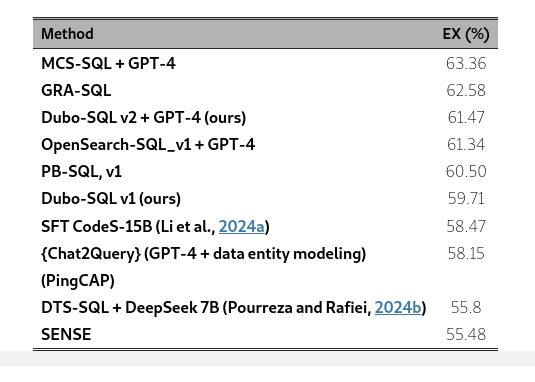 Method EX (%)
MCS-SQL + GPT-4 63.36
GRA-SQL 62.58
Dubo-SQL v2 + GPT-4 (ours) 61.47
OpenSearch-SQL_v1 + GPT-4 61.34
PB-SQL, v1 60.50
Dubo-SQL v1 (ours) 59.71
SFT CodeS-15B (Li et al., 2024a) 58.47
{Chat2Query} (GPT-4 + data entity modeling) 58.15
(PingCAP)
DTS-SQL + DeepSeek 7B (Pourreza and Rafiei, 2024b) 55.8
SENSE 55.48